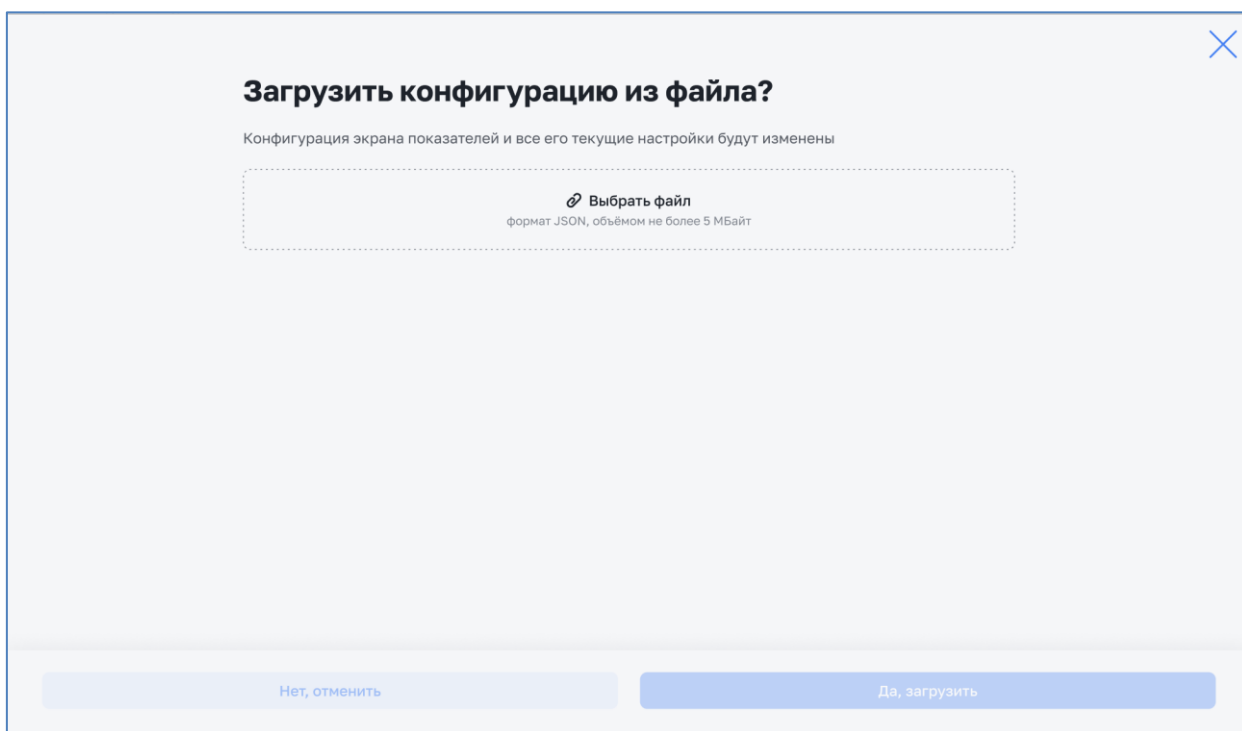 Загрузить конфигурацию из файла?
Конфигурация экрана показателей и все его текущие настройки будут изменены
Выбрать файл
формат JSON, объёмом не более 5 МБайт
Нет, отменить
Да, загрузить